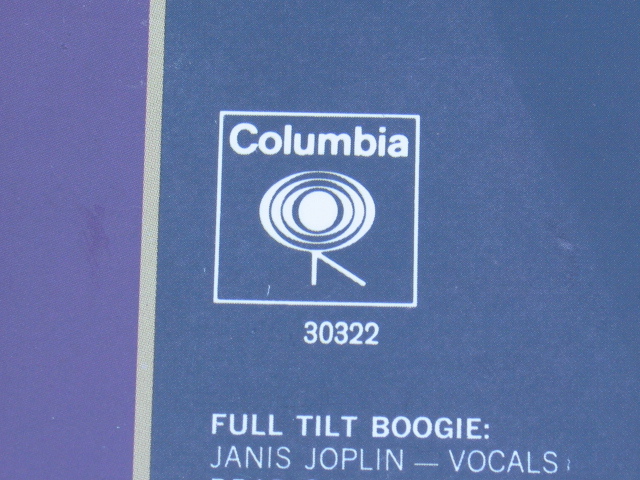 Columbia
30322
FULL TILT BOOGIE:
JANIS JOPLIN — VOCALS